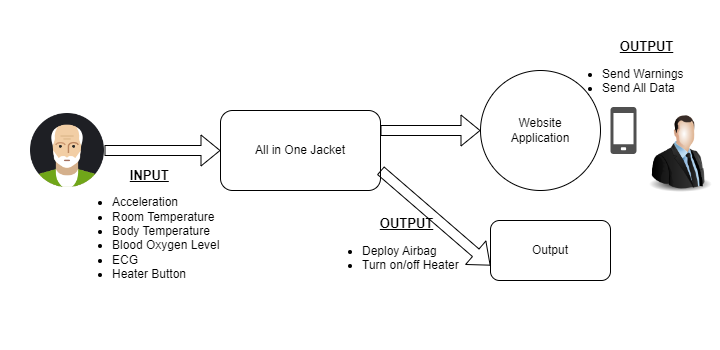 OUTPUT
Send Warnings
Send All Data
Website
Application
All in One Jacket
INPUT
Acceleration
Room Temperature
Body Temperature
Blood Oxygen Level
ECG
Heater Button
OUTPUT
Deploy Airbag
Turn on/off Heater
Output